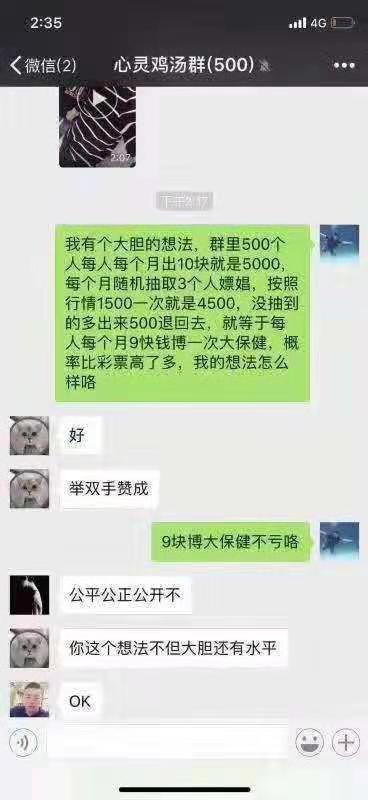 2:35
4G
微信(2)
心灵鸡汤群(500)
2:07
我有个大胆的想法，群里500个
人每人每个月出10块就是5000，
每个月随机抽取3个人嫖娼，按照
行情1500一次就是4500，没抽到
的多出来500退回去，就等于每
人每个月9快钱博一次大保健，概
率比彩票高了多，我的想法怎么
样咯
好
举双手赞成
9块博大保健不亏咯
公平公正公开不
你这个想法不但大胆还有水平
OK